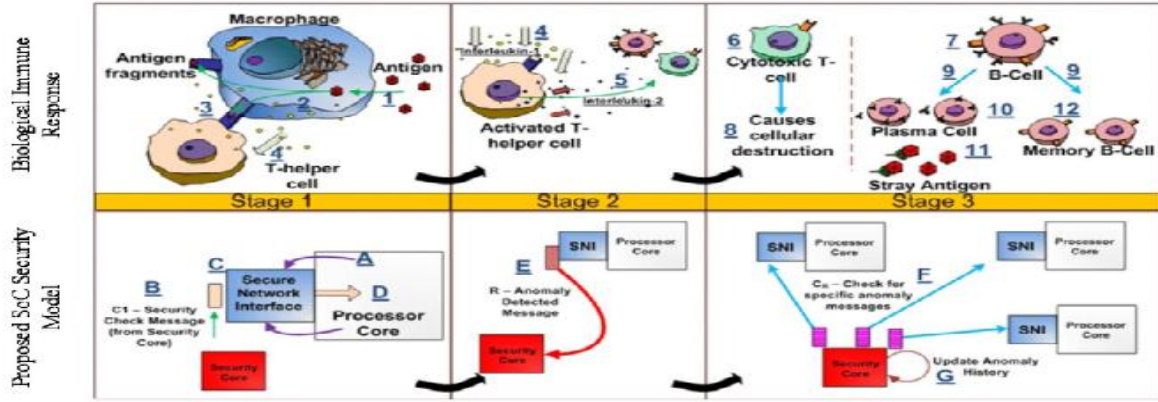 Biological Immune
Response
Macrophage
Antigen
fragments
Antigen
1
2
3
4
T-helper
cell
4
Interleukin-1
5
Interleukin-2
Activated T-
helper cell
6
Cytotoxic T-
cell
8
Causes
cellular
destruction
7
B-Cell
9
9
10
12
Plasma Cell
Memory B-Cell
11
Stray Antigen
Stage 1
Stage 2
Stage 3
Proposed SoC Security
Model
A
B
C
D
C1 – Security
Check Message
(from Security
Core)
Secure
Network
Interface
Processor
Core
Security
Core
E
SNI
Processor
Core
R – Anomaly
Detected
Message
Security
Core
SNI
Processor
Core
SNI
Processor
Core
F
– Check for
specific anomaly
messages
SNI
Processor
Core
Security
Core
Update Anomaly
History
G